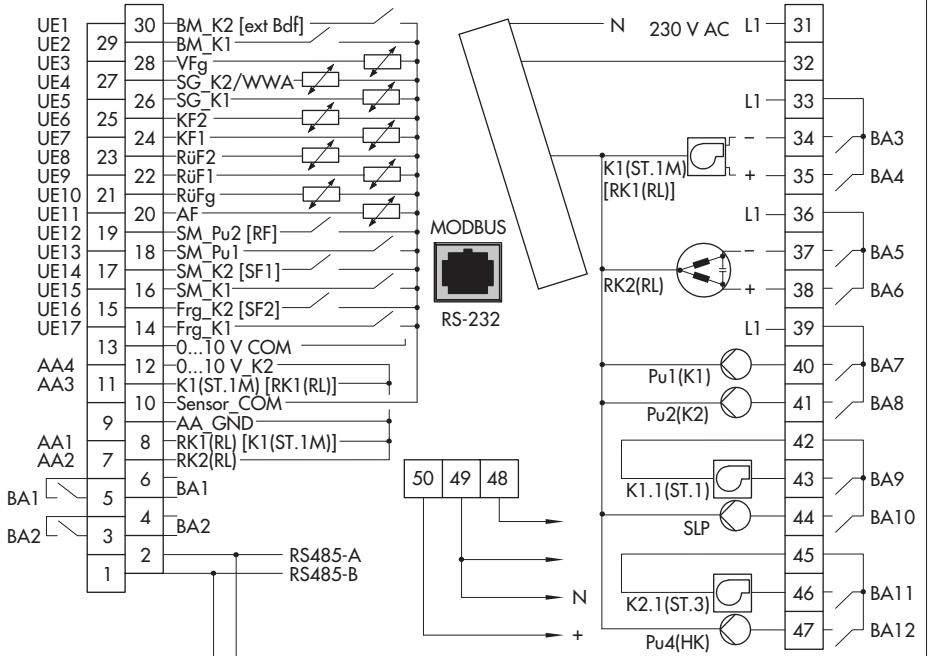 UE1 30 BM_K2 [ext Bdf]
UE2 29 BM_K1
UE3 28 VFg
UE4 27 SG_K2/WWA
UE5 26 SG_K1
UE6 25 KF2
UE7 24 KF1
UE8 23 RüF2
UE9 22 RüF1
UE10 21 RüFg
UE11 20 AF
UE12 19 SM_Pu2 [RF]
UE13 18 SM_Pu1
UE14 17 SM_K2 [SF1]
UE15 16 SM_K1
UE16 15 Frg_K2 [SF2]
UE17 14 Frg_K1
13 0...10 V COM
AA4 12 0...10 V_K2
AA3 11 K1(ST.1M) [RK1(RL)]
10 Sensor_COM
9 AA_GND
AA1 8 RK1(RL) [K1(ST.1M)]
AA2 7 RK2(RL)
6 BA1
BA1 5
4 BA2
BA2 3
2 RS485-A
1 RS485-B
MODBUS
RS-232
50 49 48
N
+
N 230 V AC L1 31
32
L1 33
− 34 BA3
K1(ST.1M)
[RK1(RL)]
+ 35 BA4
L1 36
− 37 BA5
RK2(RL) + 38 BA6
L1 39
Pu1(K1) 40 BA7
Pu2(K2) 41 BA8
42
K1.1(ST.1) 43 BA9
SLP 44 BA10
45
K2.1(ST.3) 46 BA11
Pu4(HK) 47 BA12